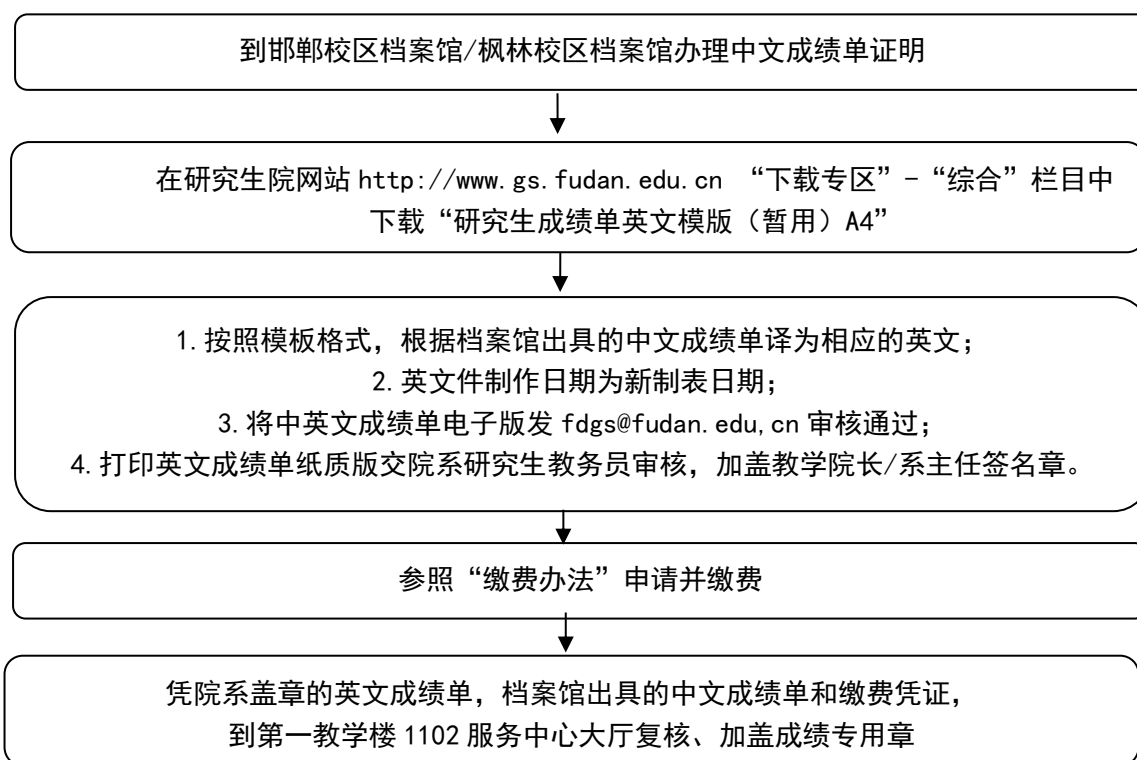 到邯郸校区档案馆/枫林校区档案馆办理中文成绩单证明
在研究生院网站 http://www.gs.fudan.edu.cn “下载专区”-“综合”栏目中
下载“研究生成绩单英文模版（暂用）A4”
1.按照模板格式，根据档案馆出具的中文成绩单译为相应的英文；
2.英文件制作日期为新制表日期；
3.将中英文成绩单电子版发 fdgs@fudan.edu,cn 审核通过；
4.打印英文成绩单纸质版交院系研究生教务员审核，加盖教学院长/系主任签名章。
参照“缴费办法”申请并缴费
凭院系盖章的英文成绩单，档案馆出具的中文成绩单和缴费凭证，
到第一教学楼 1102 服务中心大厅复核、加盖成绩专用章